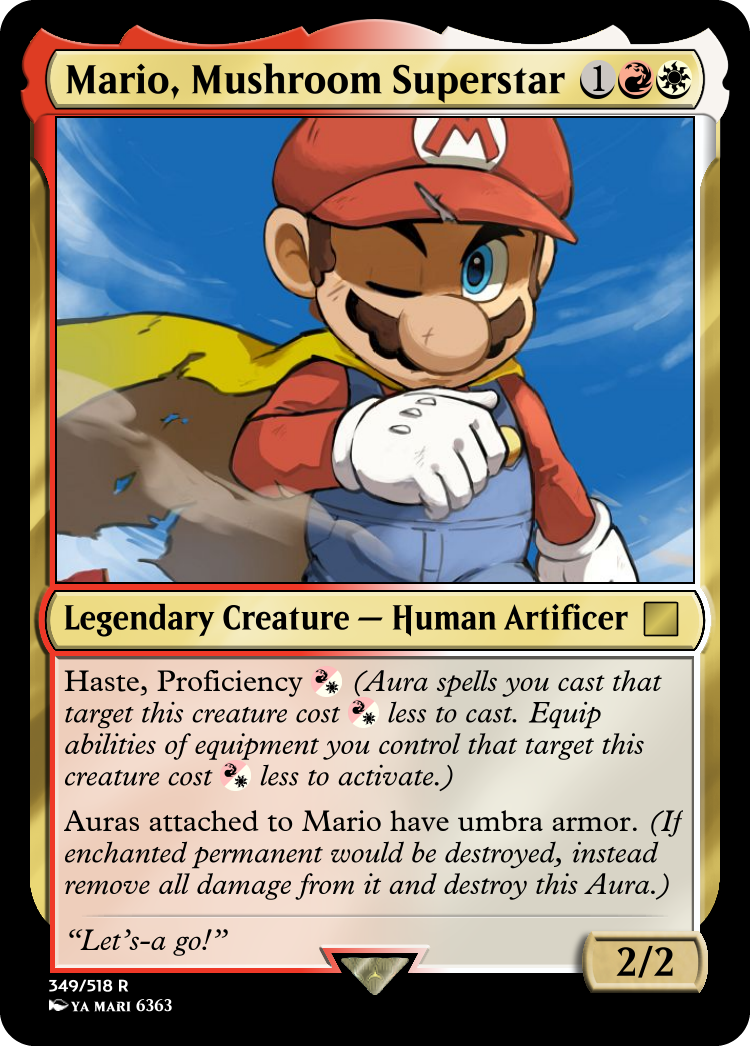 Mario, Mushroom Superstar 1
M
Legendary Creature — Human Artificer
Haste, Proficiency (Aura spells you cast that
target this creature cost less to cast. Equip
abilities of equipment you control that target this
creature cost less to activate.)
Auras attached to Mario have umbra armor. (If
enchanted permanent would be destroyed, instead
remove all damage from it and destroy this Aura.)
“Let’s-a go!”
2/2
349/518 R
YA MARI 6363